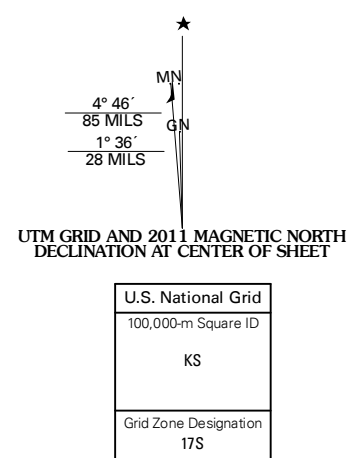 ★
MN
4° 46´
85 MILS
GN
1° 36´
28 MILS
UTM GRID AND 2011 MAGNETIC NORTH
DECLINATION AT CENTER OF SHEET
U.S. National Grid
100,000-m Square ID
KS
Grid Zone Designation
17S